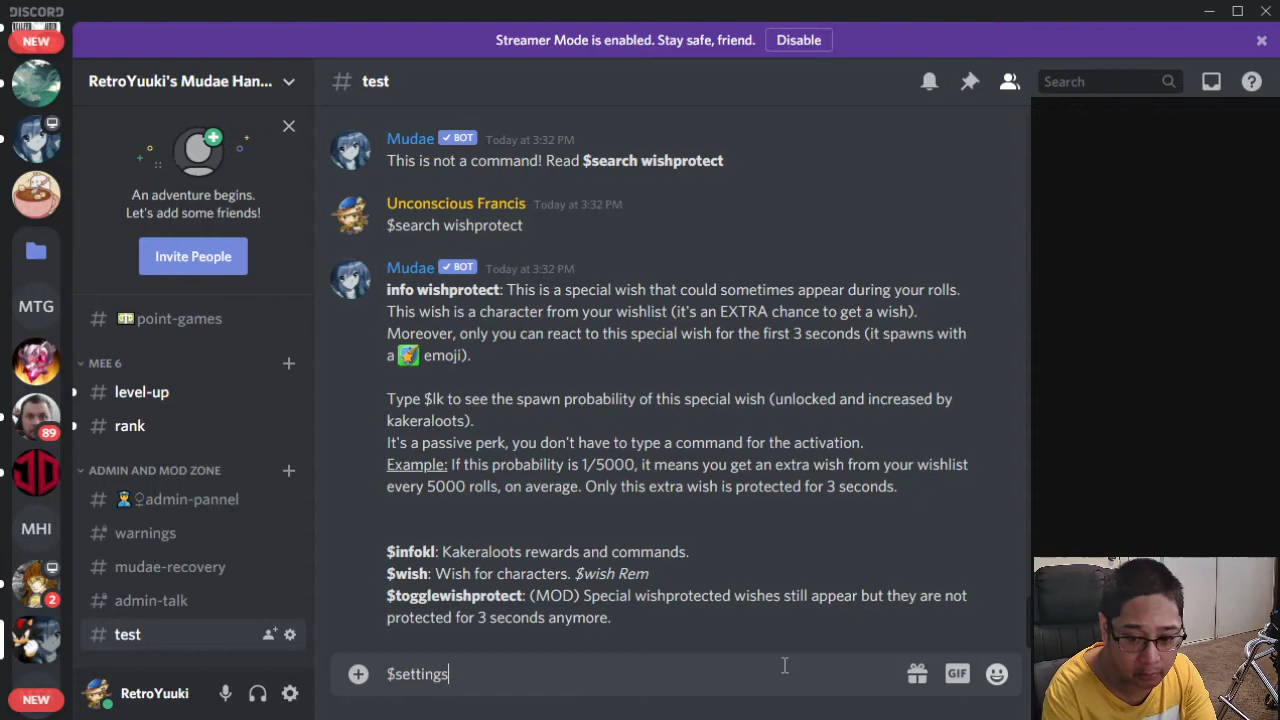 DISCORD
NEW
Streamer Mode is enabled. Stay safe, friend.
Disable
RetroYuuki's Mudae Han...
test
Search
An adventure begins.
Let's add some friends!
Invite People
MTG
point-games
MEE 6
level-up
89
rank
ADMIN AND MOD ZONE
admin-pannel
MHI
warnings
mudae-recovery
2
admin-talk
test
NEW
RetroYuuki
Mudae BOT Today at 3:32 PM
This is not a command! Read $search wishprotect
Unconscious Francis Today at 3:32 PM
$search wishprotect
Mudae BOT Today at 3:32 PM
info wishprotect: This is a special wish that could sometimes appear during your rolls.
This wish is a character from your wishlist (it's an EXTRA chance to get a wish).
Moreover, only you can react to this special wish for the first 3 seconds (it spawns with
a emoji).
Type $lk to see the spawn probability of this special wish (unlocked and increased by
kakeraloots).
It's a passive perk, you don't have to type a command for the activation.
Example: If this probability is 1/5000, it means you get an extra wish from your wishlist
every 5000 rolls, on average. Only this extra wish is protected for 3 seconds.
$infokl: Kakeraloots rewards and commands.
$wish: Wish for characters. $wish Rem
$togglewishprotect: (MOD) Special wishprotected wishes still appear but they are not
protected for 3 seconds anymore.
$settings
GIF